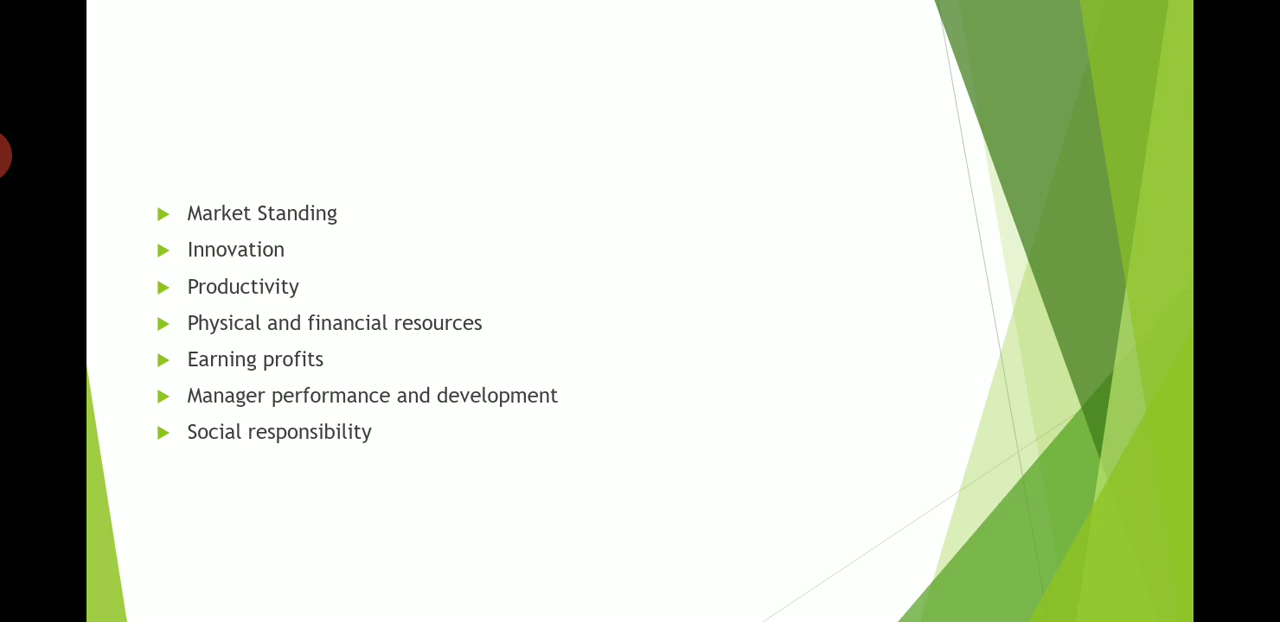 Market Standing
Innovation
Productivity
Physical and financial resources
Earning profits
Manager performance and development
Social responsibility